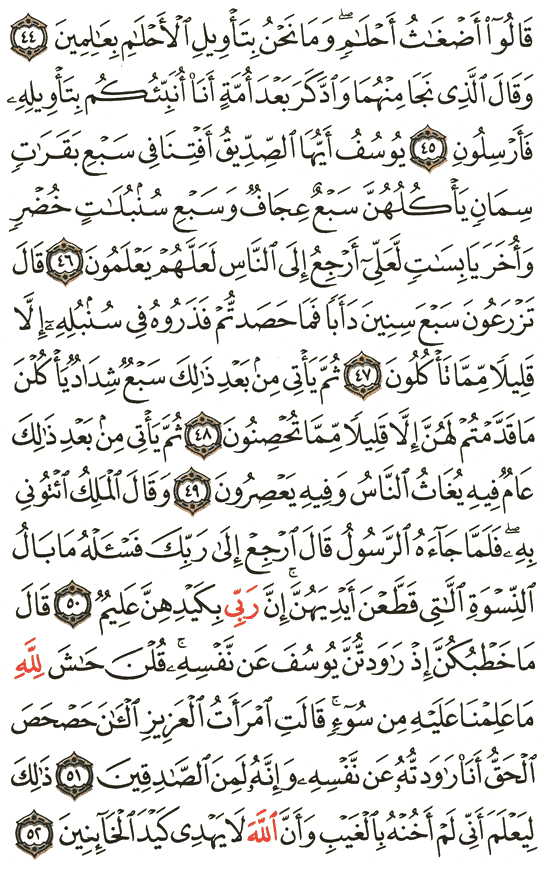 قَالُوٓا۟ أَضْغَـٰثُ أَحْلَـٰمٍ ۖ وَمَا نَحْنُ بِتَأْوِيلِ ٱلْأَحْلَـٰمِ بِعَـٰلِمِينَ ٤٤
وَقَالَ ٱلَّذِى نَجَا مِنْهُمَا وَٱدَّكَرَ بَعْدَ أُمَّةٍ أَنَا۠ أُنَبِّئُكُم بِتَأْوِيلِهِۦ
فَأَرْسِلُونِ ٤٥ يُوسُفُ أَيُّهَا ٱلصِّدِّيقُ أَفْتِنَا فِى سَبْعِ بَقَرَٰتٍ
سِمَانٍ يَأْكُلُهُنَّ سَبْعٌ عِجَافٌ وَسَبْعِ سُنۢبُلَـٰتٍ خُضْرٍ
وَأُخَرَ يَابِسَـٰتٍ لَّعَلِّىٓ أَرْجِعُ إِلَى ٱلنَّاسِ لَعَلَّهُمْ يَعْلَمُونَ ٤٦ قَالَ
تَزْرَعُونَ سَبْعَ سِنِينَ دَأَبًا فَمَا حَصَدتُّمْ فَذَرُوهُ فِى سُنۢبُلِهِۦٓ إِلَّا
قَلِيلًا مِّمَّا تَأْكُلُونَ ٤٧ ثُمَّ يَأْتِى مِنۢ بَعْدِ ذَٰلِكَ سَبْعٌ شِدَادٌ يَأْكُلْنَ
مَا قَدَّمْتُمْ لَهُنَّ إِلَّا قَلِيلًا مِّمَّا تُحْصِنُونَ ٤٨ ثُمَّ يَأْتِى مِنۢ بَعْدِ ذَٰلِكَ
عَامٌ فِيهِ يُغَاثُ ٱلنَّاسُ وَفِيهِ يَعْصِرُونَ ٤٩ وَقَالَ ٱلْمَلِكُ ٱئْتُونِى
بِهِۦ ۖ فَلَمَّا جَآءَهُ ٱلرَّسُولُ قَالَ ٱرْجِعْ إِلَىٰ رَبِّكَ فَسْـَٔلْهُ مَا بَالُ
ٱلنِّسْوَةِ ٱلَّـٰتِى قَطَّعْنَ أَيْدِيَهُنَّ ۚ إِنَّ رَبِّى بِكَيْدِهِنَّ عَلِيمٌ ٥٠ قَالَ
مَا خَطْبُكُنَّ إِذْ رَٰوَدتُّنَّ يُوسُفَ عَن نَّفْسِهِۦ ۚ قُلْنَ حَـٰشَ لِلَّهِ
مَا عَلِمْنَا عَلَيْهِ مِن سُوٓءٍ ۚ قَالَتِ ٱمْرَأَتُ ٱلْعَزِيزِ ٱلْـَٔـٰنَ حَصْحَصَ
ٱلْحَقُّ أَنَا۠ رَٰوَدتُّهُۥ عَن نَّفْسِهِۦ وَإِنَّهُۥ لَمِنَ ٱلصَّـٰدِقِينَ ٥١ ذَٰلِكَ
لِيَعْلَمَ أَنِّى لَمْ أَخُنْهُ بِٱلْغَيْبِ وَأَنَّ ٱللَّهَ لَا يَهْدِى كَيْدَ ٱلْخَآئِنِينَ ٥٢